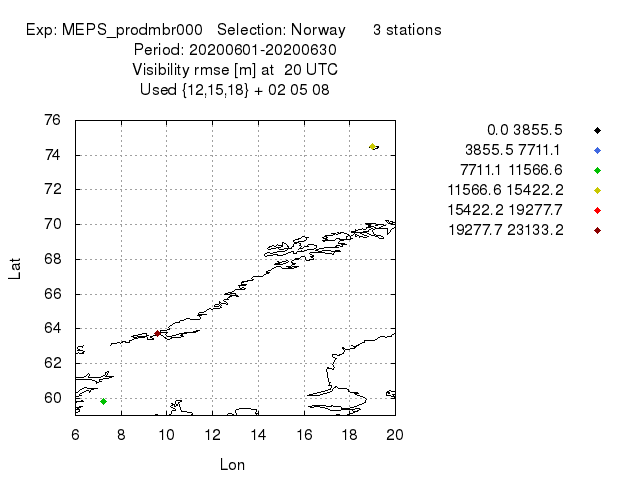 Exp: MEPS_prodmbr000 Selection: Norway 3 stations
Period: 20200601-20200630
Visibility rmse [m] at 20 UTC
Used {12,15,18} + 02 05 08
0.0 3855.5
3855.5 7711.1
7711.1 11566.6
11566.6 15422.2
15422.2 19277.7
19277.7 23133.2
76
74
72
70
68
66
64
62
60
Lat
6 8 10 12 14 16 18 20
Lon